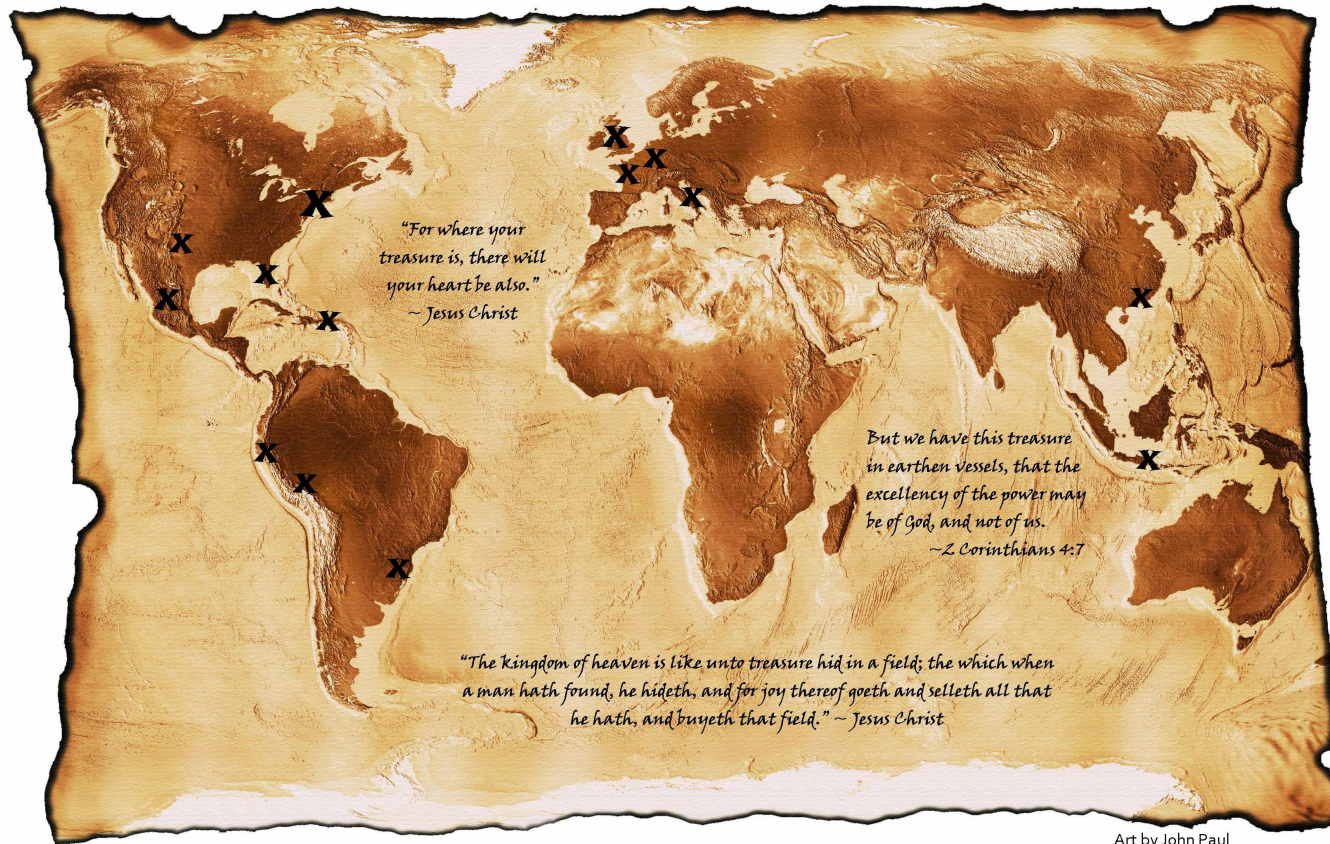 “For where your
treasure is, there will
your heart be also.”
~ Jesus Christ
But we have this treasure
in earthen vessels, that the
excellency of the power may
be of God, and not of us.
~2 Corinthians 4:7
“The kingdom of heaven is like unto treasure hid in a field; the which when
a man hath found, he hideth, and for joy thereof goeth and selleth all that
he hath, and buyeth that field.” ~ Jesus Christ
Art by John Paul